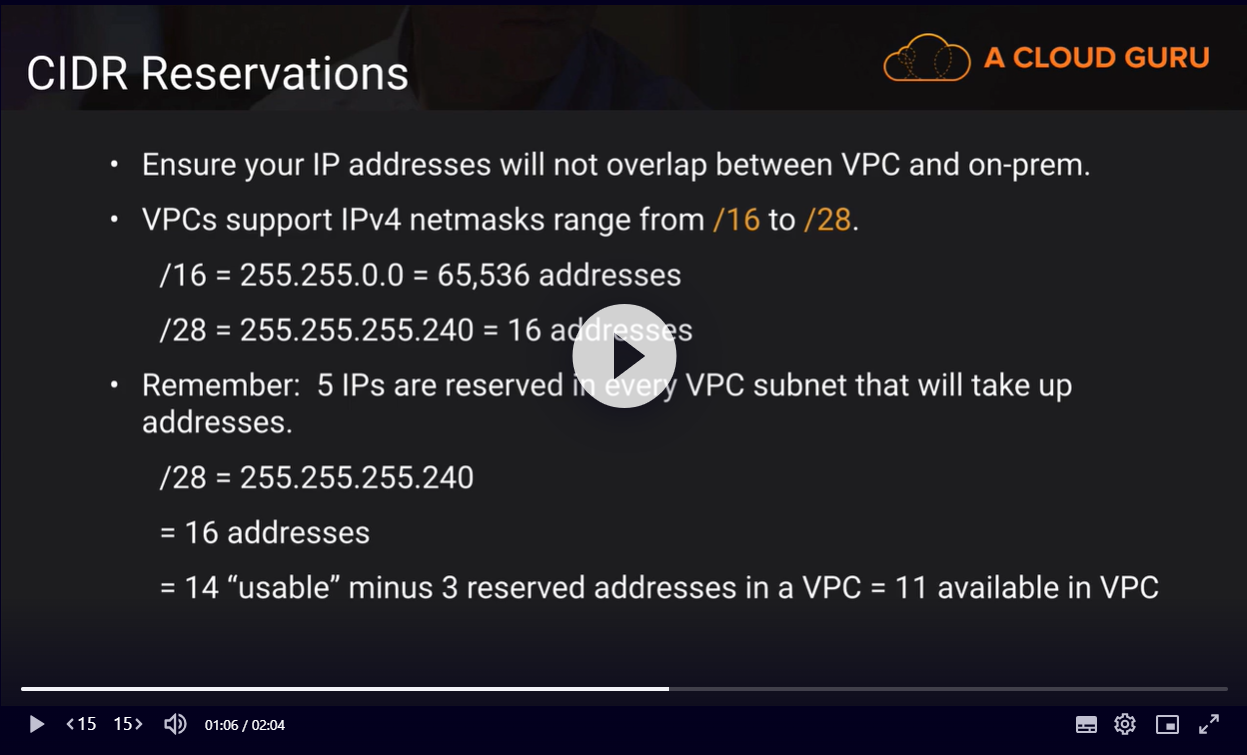 CIDR Reservations
A CLOUD GURU
• Ensure your IP addresses will not overlap between VPC and on-prem.
• VPCs support IPv4 netmasks range from /16 to /28.
/16 = 255.255.0.0 = 65,536 addresses
/28 = 255.255.255.240 = 16 addresses
• Remember:  5 IPs are reserved in every VPC subnet that will take up
addresses.
/28 = 255.255.255.240
= 16 addresses
= 14 “usable” minus 3 reserved addresses in a VPC = 11 available in VPC
<15 15> 01:06 / 02:04